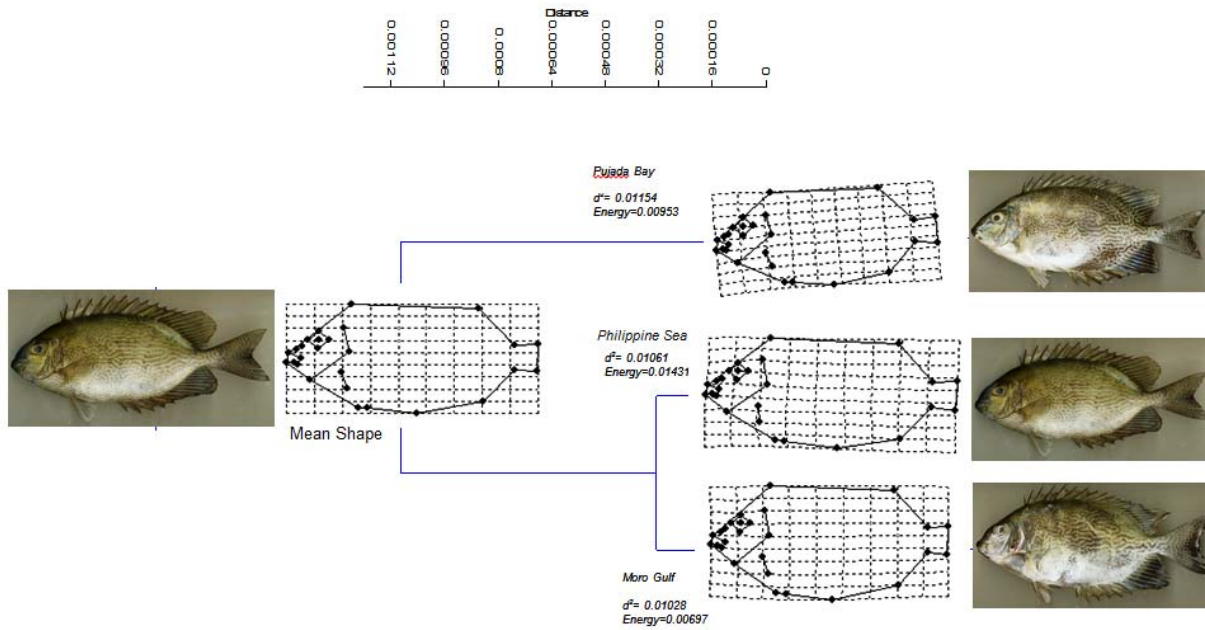 Distance
0.00112
0.00096
0.0008
0.00064
0.00048
0.00032
0.00016
0
Pujada Bay
d²= 0.01154
Energy=0.00953
Philippine Sea
d²= 0.01061
Energy=0.01431
Mean Shape
Moro Gulf
d²= 0.01028
Energy=0.00697